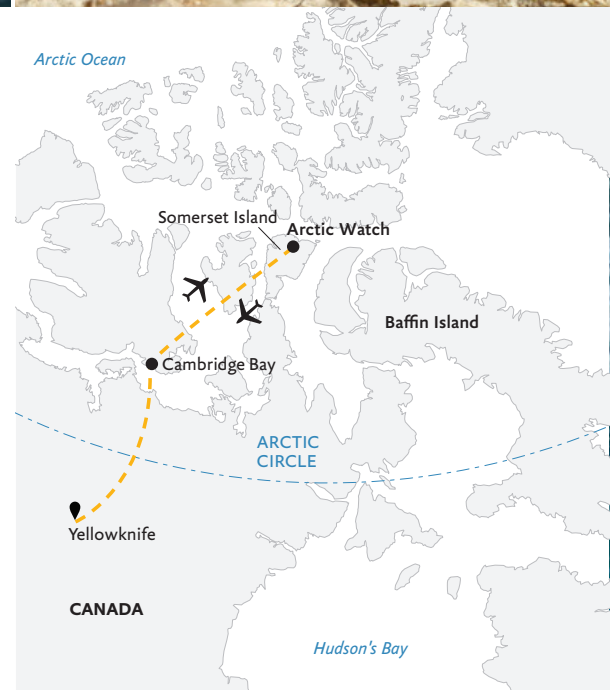 Arctic Ocean
Somerset Island
Arctic Watch
Baffin Island
Cambridge Bay
ARCTIC
CIRCLE
Yellowknife
CANADA
Hudson's Bay